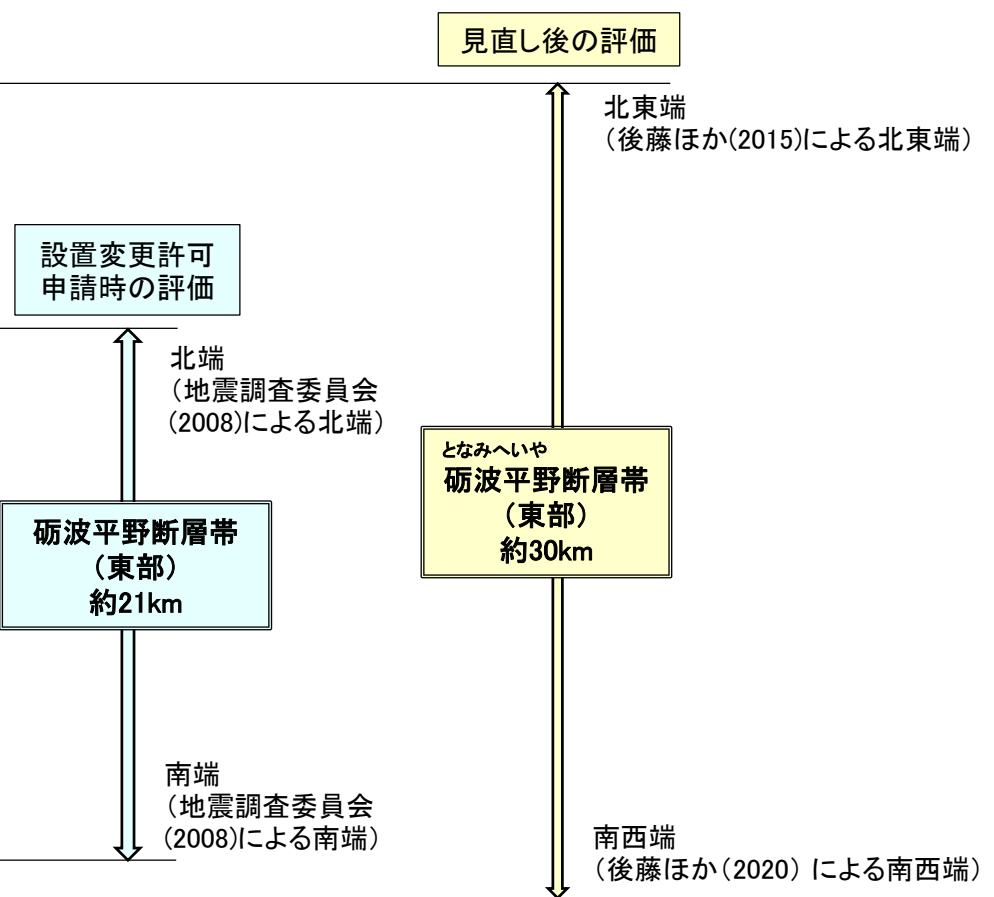 見直し後の評価
北東端
（後藤ほか(2015)による北東端）
設置変更許可
申請時の評価
北端
（地震調査委員会
(2008)による北端）
となみへいや
砺波平野断層帯
（東部）
約30km
砺波平野断層帯
（東部）
約21km
南端
（地震調査委員会
(2008)による南端）
南西端
（後藤ほか（2020）による南西端）